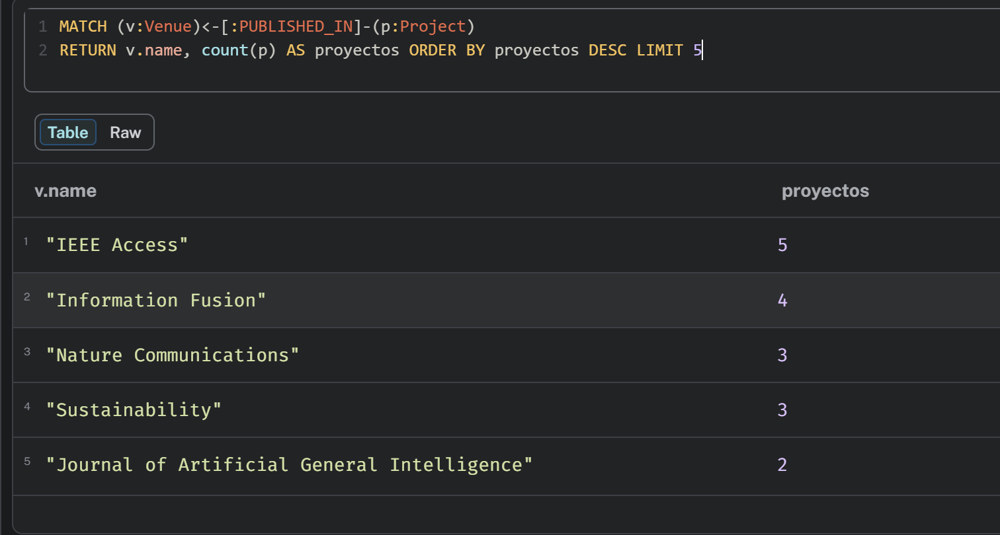 1 MATCH (v:Venue)<-[:PUBLISHED_IN]-(p:Project)
2 RETURN v.name, count(p) AS proyectos ORDER BY proyectos DESC LIMIT 5
Table Raw
v.name proyectos
1 "IEEE Access" 5
2 "Information Fusion" 4
3 "Nature Communications" 3
4 "Sustainability" 3
5 "Journal of Artificial General Intelligence" 2